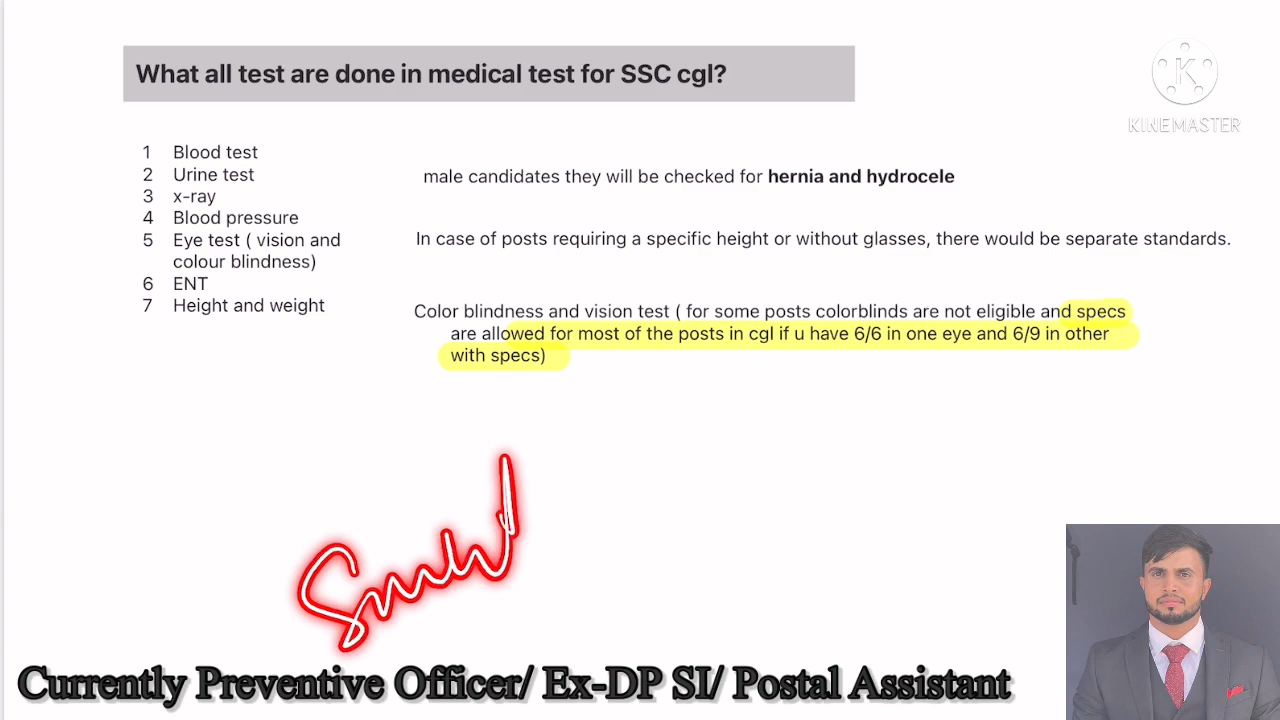 What all test are done in medical test for SSC cgl?
KINEMASTER
1 Blood test
2 Urine test
3 x-ray
4 Blood pressure
5 Eye test ( vision and
colour blindness)
6 ENT
7 Height and weight
male candidates they will be checked for hernia and hydrocele
In case of posts requiring a specific height or without glasses, there would be separate standards.
Color blindness and vision test ( for some posts colorblinds are not eligible and specs
are allowed for most of the posts in cgl if u have 6/6 in one eye and 6/9 in other
with specs)
Currently Preventive Officer/ Ex-DP SI/ Postal Assistant